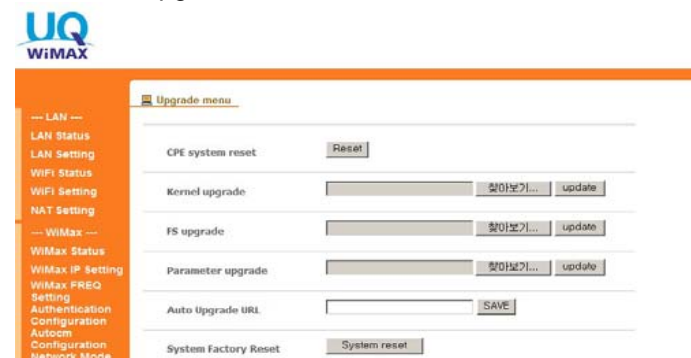 UQ
WiMAX
Upgrade menu
--- LAN ---
LAN Status
LAN Setting
WiFi Status
WiFi Setting
NAT Setting
--- WiMax ---
WiMax Status
WiMax IP Setting
WiMax FREQ
Setting
Authentication
Configuration
Autocm
Configuration
Network Mode
CPE system reset
Reset
Kernel upgrade
찾아보기...
update
FS upgrade
찾아보기...
update
Parameter upgrade
찾아보기...
update
Auto Upgrade URL
SAVE
System Factory Reset
System reset